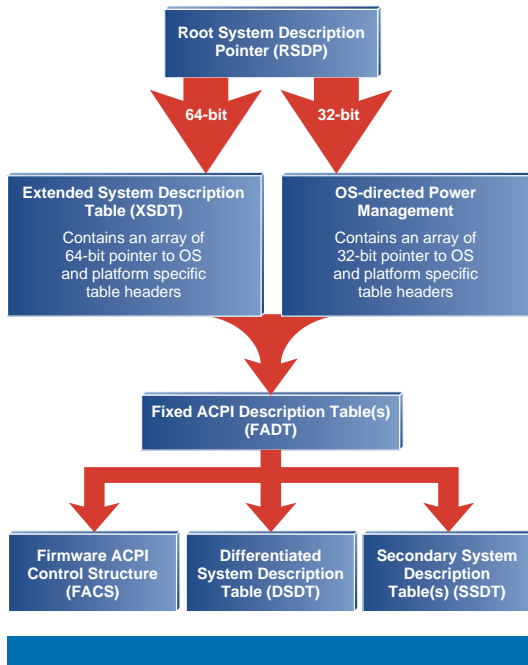 Root System Description
Pointer (RSDP)
64-bit
32-bit
Extended System Description
Table (XSDT)
Contains an array of
64-bit pointer to OS
and platform specific
table headers
OS-directed Power
Management
Contains an array of
32-bit pointer to OS
and platform specific
table headers
Fixed ACPI Description Table(s)
(FADT)
Firmware ACPI
Control Structure
(FACS)
Differentiated
System Description
Table (DSDT)
Secondary System
Description
Table(s) (SSDT)